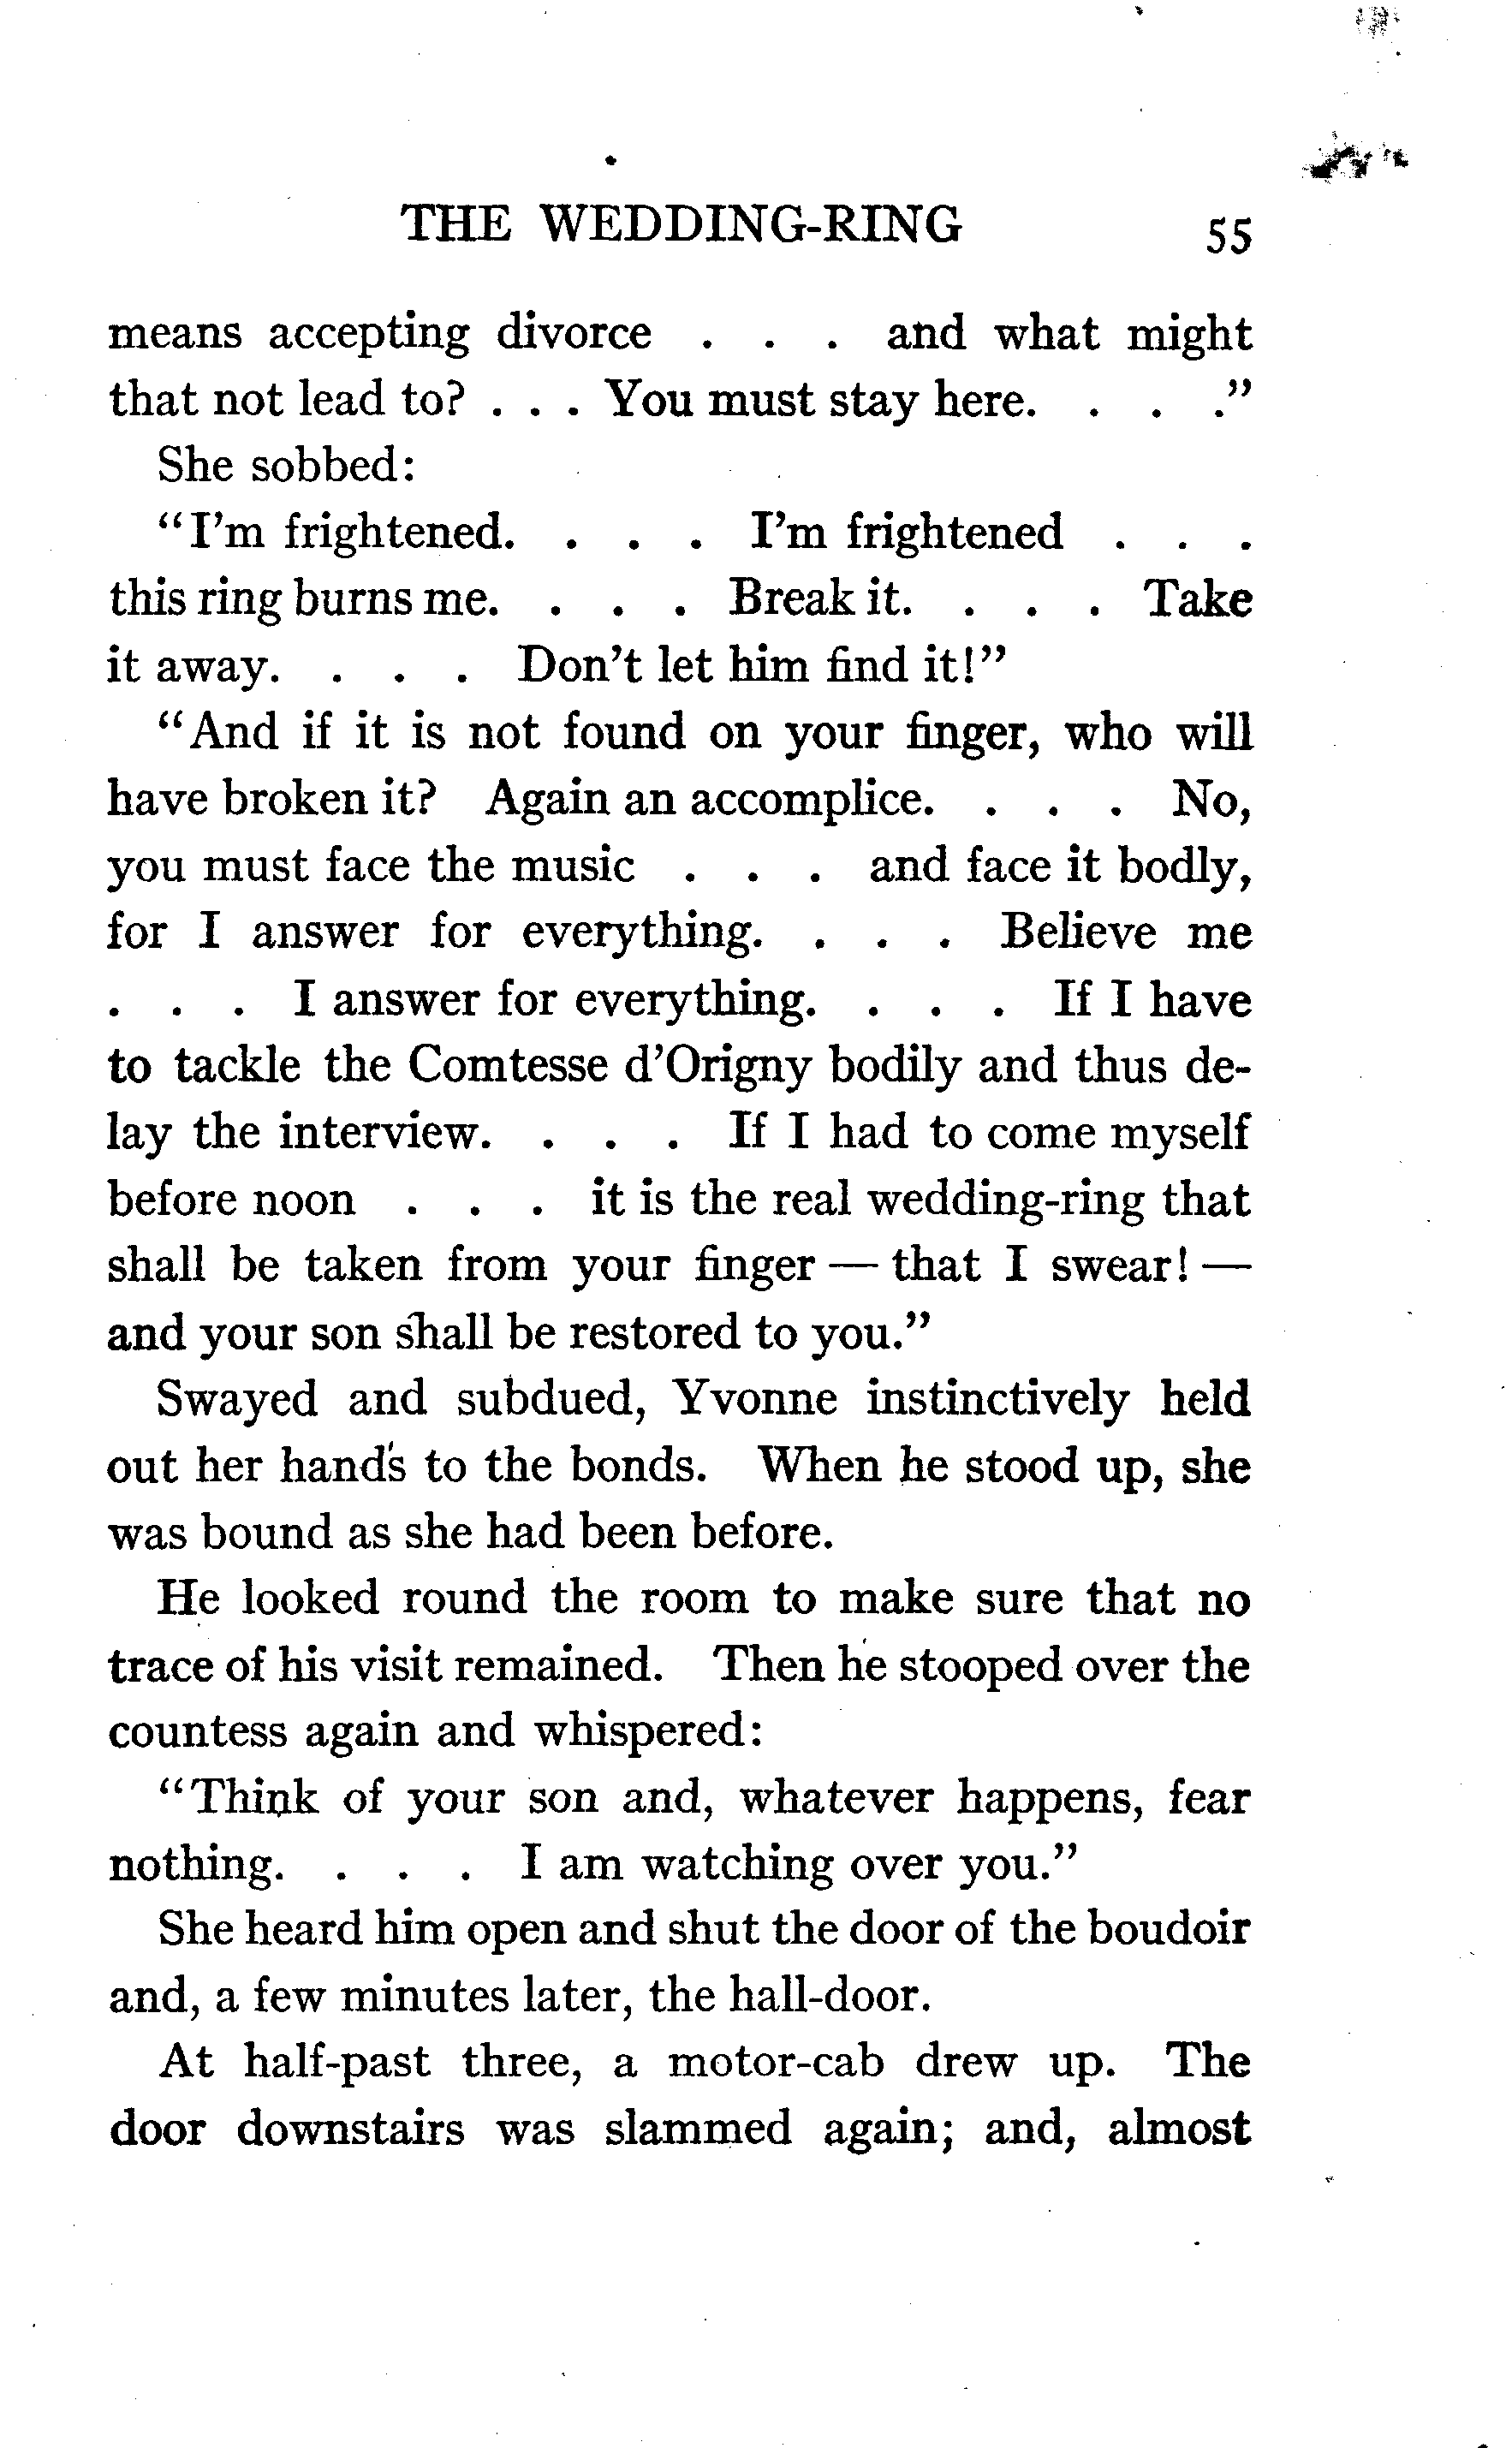 THE WEDDING-RING 55
means accepting divorce . . . and what might
that not lead to? . . . You must stay here. . . ."
She sobbed:
"I'm frightened. . . . I'm frightened . . .
this ring burns me. . . . Break it. . . . Take
it away. . . . Don't let him find it!"
"And if it is not found on your finger, who will
have broken it? Again an accomplice. . . . No,
you must face the music . . . and face it bodly,
for I answer for everything. . . . Believe me
. . . I answer for everything. . . . If I have
to tackle the Comtesse d'Origny bodily and thus de-
lay the interview. . . . If I had to come myself
before noon . . . it is the real wedding-ring that
shall be taken from your finger — that I swear! —
and your son shall be restored to you."
Swayed and subdued, Yvonne instinctively held
out her hands to the bonds. When he stood up, she
was bound as she had been before.
He looked round the room to make sure that no
trace of his visit remained. Then he stooped over the
countess again and whispered:
"Think of your son and, whatever happens, fear
nothing. . . . I am watching over you."
She heard him open and shut the door of the boudoir
and, a few minutes later, the hall-door.
At half-past three, a motor-cab drew up. The
door downstairs was slammed again; and, almost